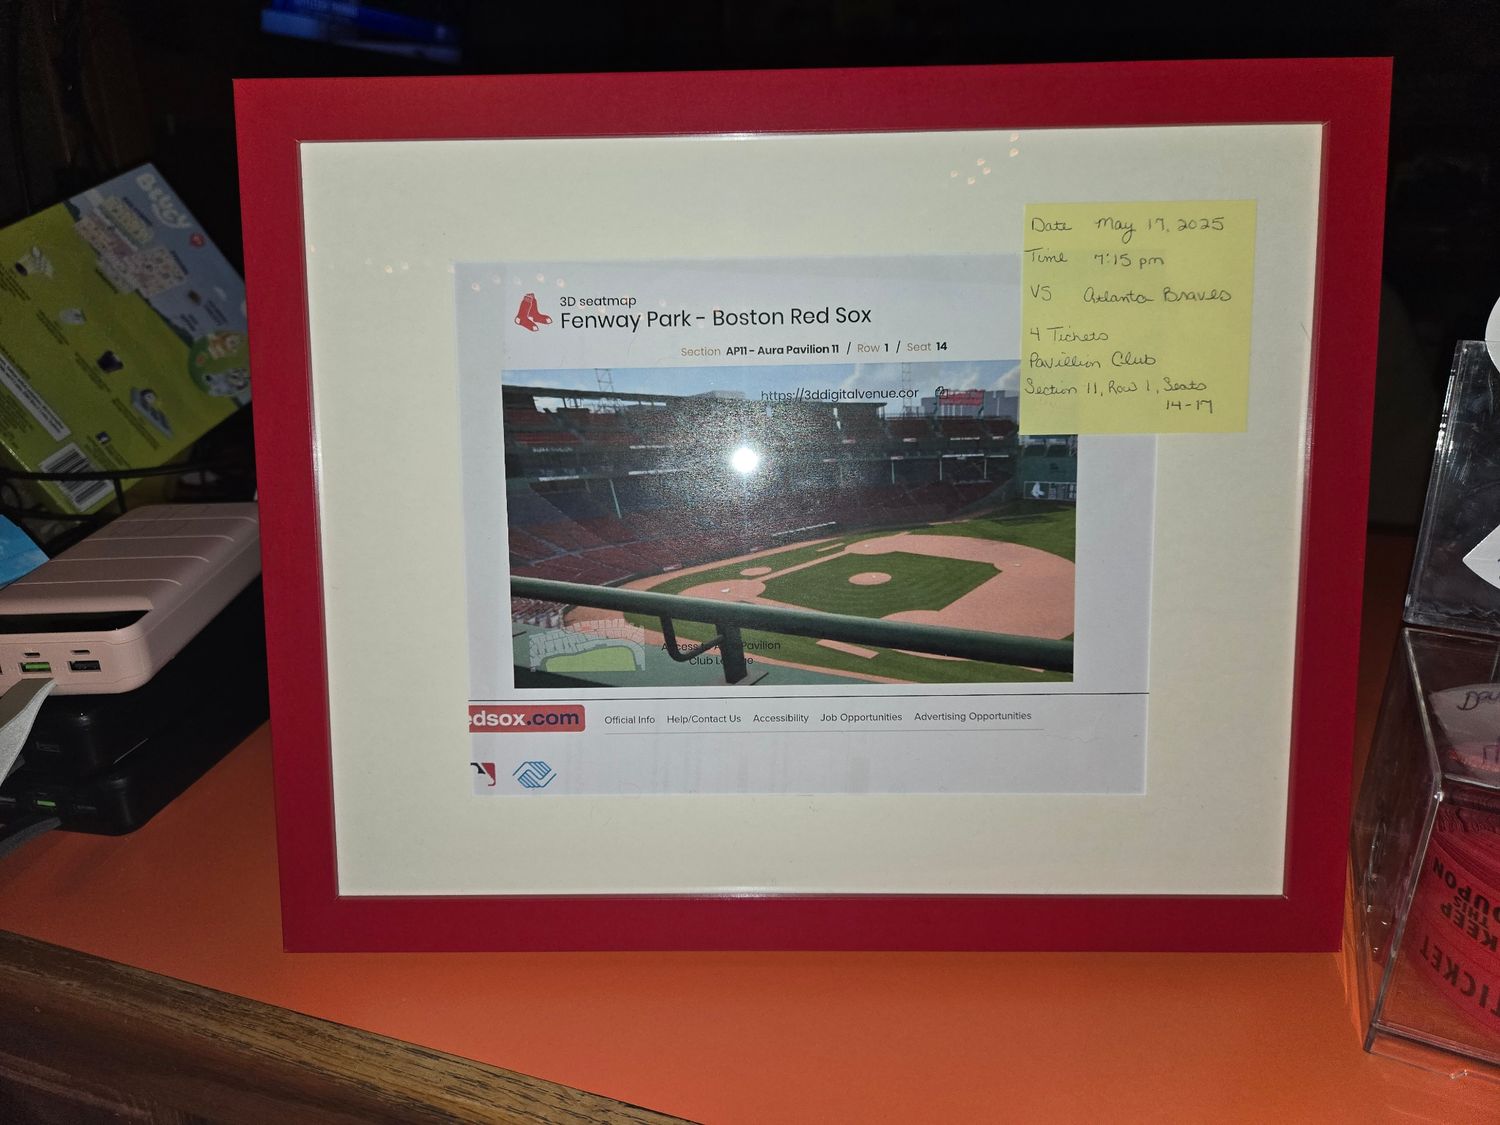 3D seatmap
Fenway Park - Boston Red Sox
Section AP11 - Aura Pavilion 11 / Row 1 / Seat 14
https://3ddigitalvenue.cor
Club
edsox.com
Official Info Help/Contact Us Accessibility Job Opportunities Advertising Opportunities
Date May 17, 2025
Time 7:15 pm
VS Atlanta Braves
4 Tickets
Pavillion Club
Section 11, Row 1, Seats
14-17
BLUEY
KEEP
THIS
COUPON
TICKET